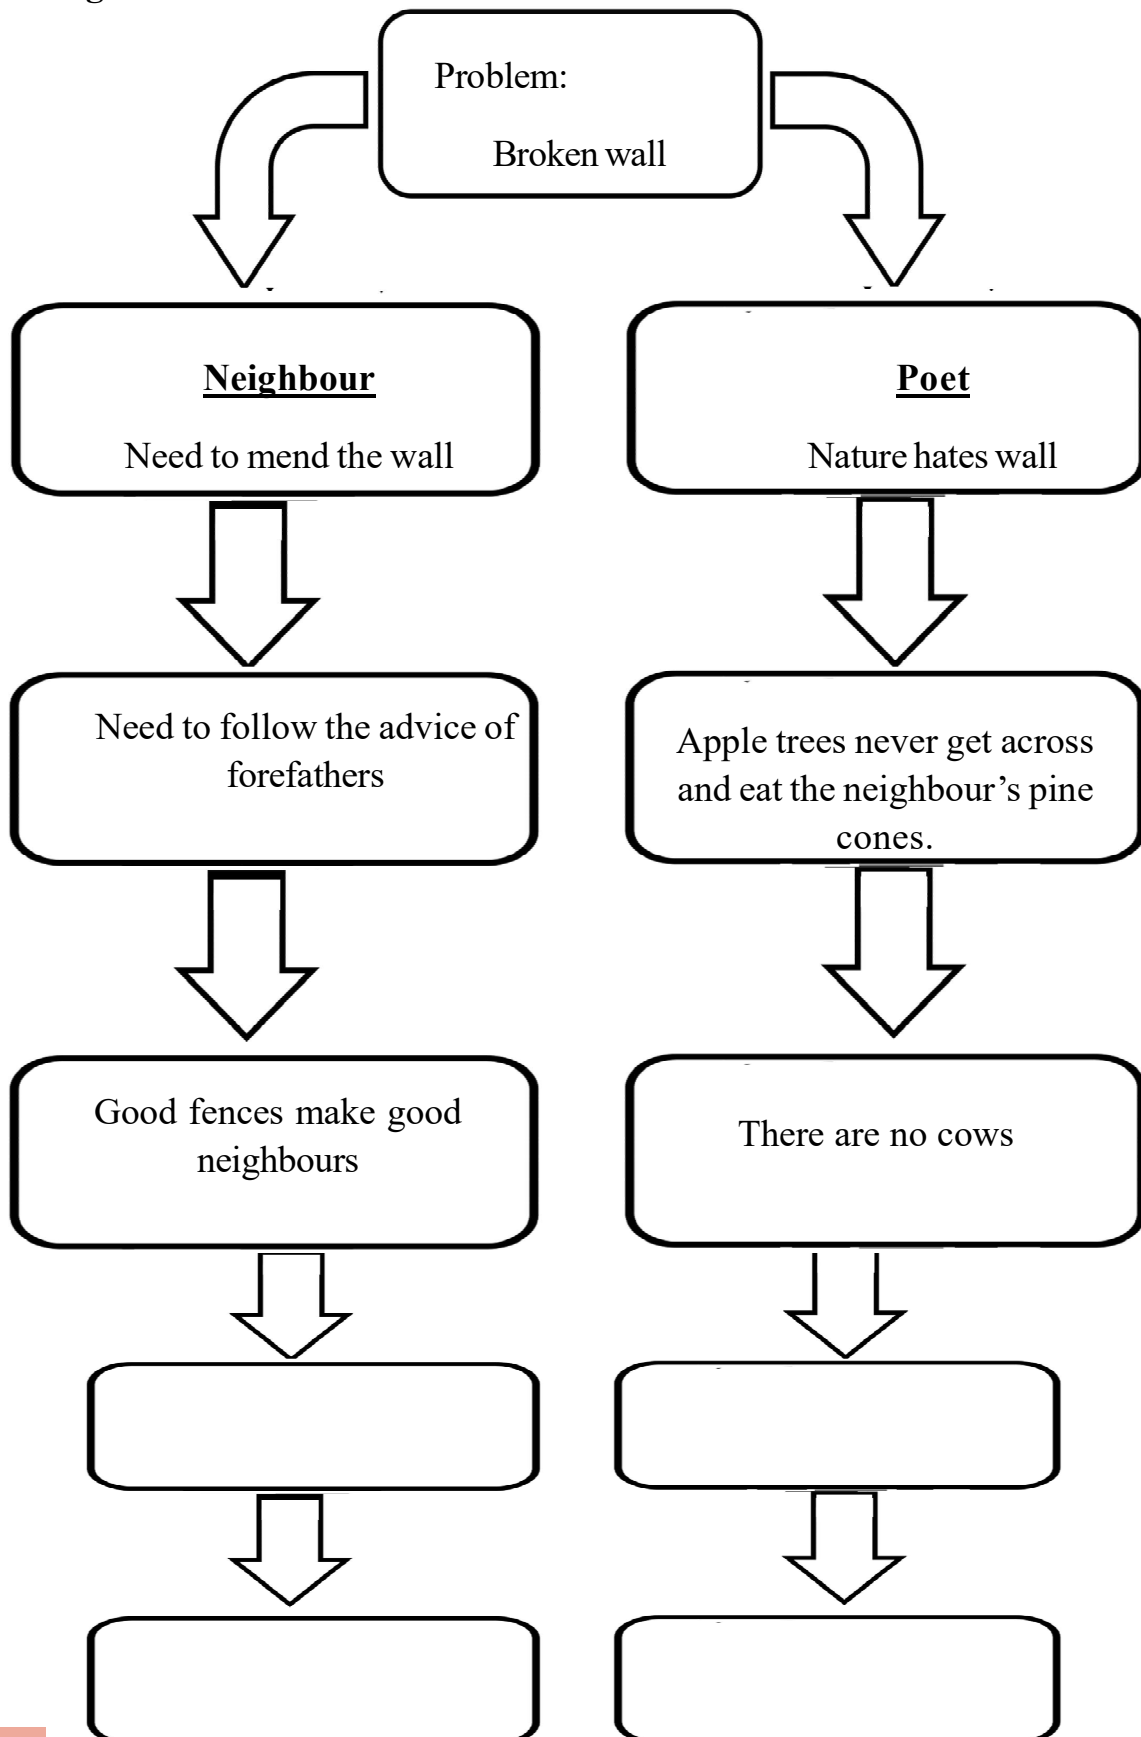 Problem:
Broken wall
Neighbour
Need to mend the wall
Poet
Nature hates wall
Need to follow the advice of
forefathers
Apple trees never get across
and eat the neighbour’s pine
cones.
Good fences make good
neighbours
There are no cows